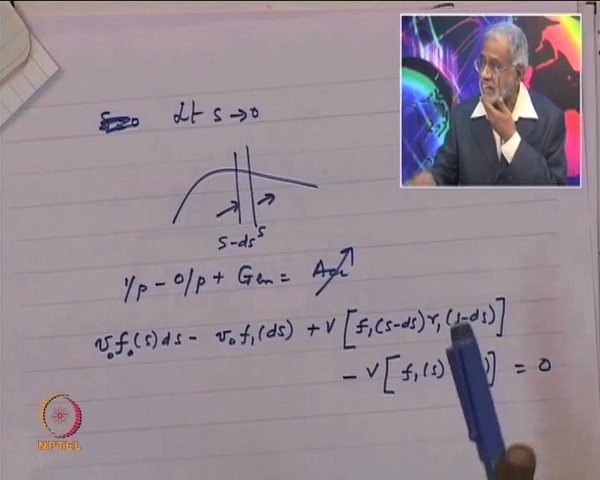 Lt s→0
s-ds s
I/p - O/p + Gen = Acc
v₀f₀(s)ds - v₀f₁(ds) + V[f₁(s-ds)r₁(s-ds)]
- V[f₁(s) )] = 0
NPTEL